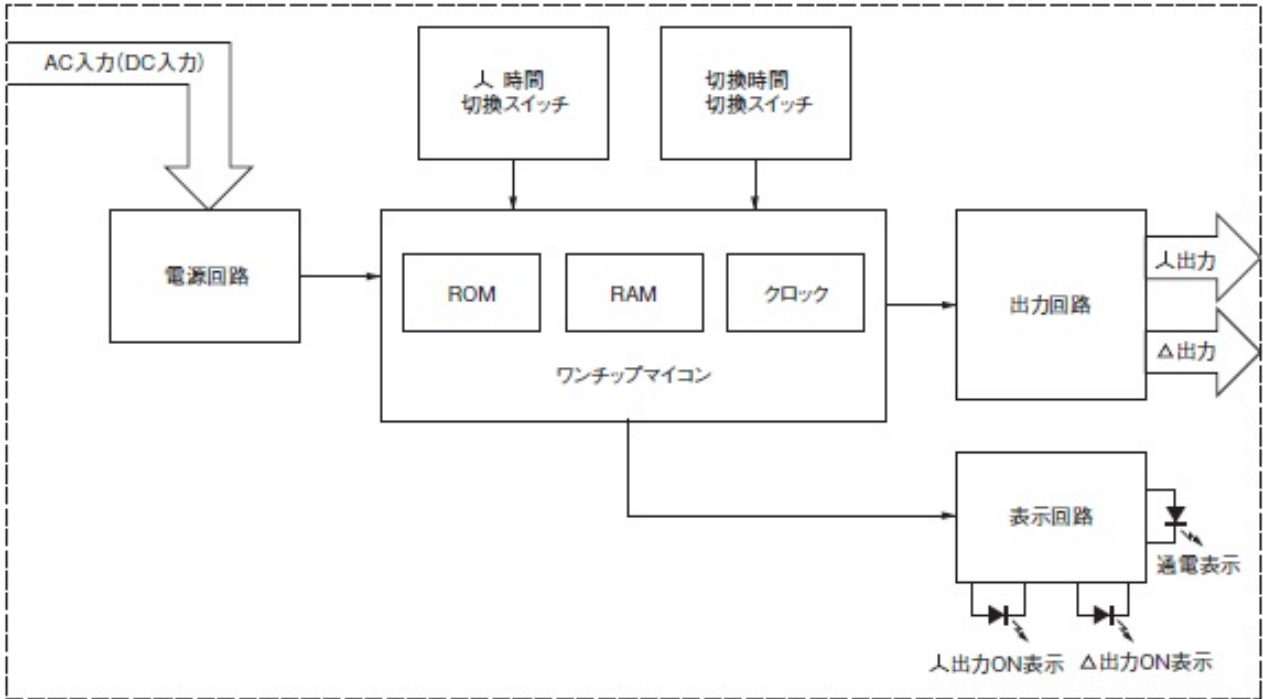 AC入力(DC入力)
人 時間
切換スイッチ
切換時間
切換スイッチ
電源回路
ROM
RAM
クロック
ワンチップマイコン
出力回路
人出力
△出力
表示回路
通電表示
人出力ON表示
△出力ON表示